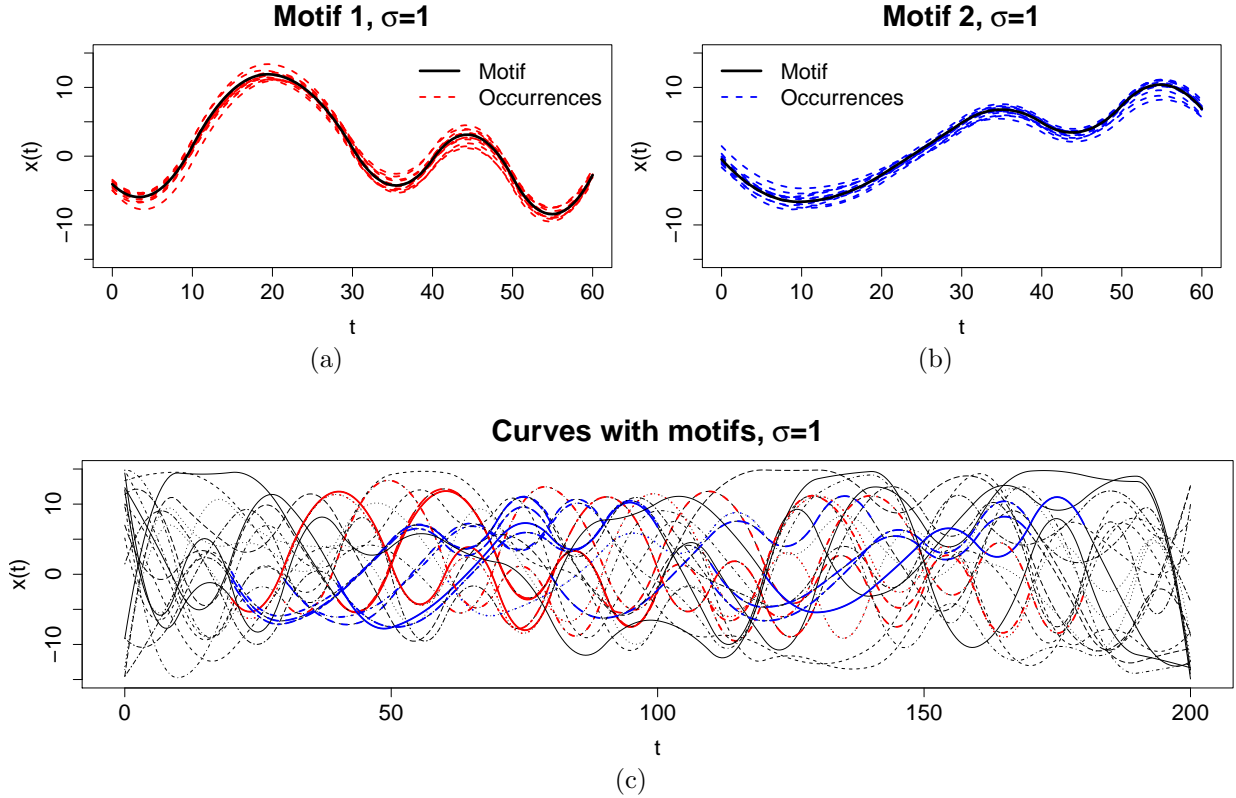 Motif 1, σ=1
x(t)
10
0
−10
Motif
Occurrences
0 10 20 30 40 50 60
t
(a)
Motif 2, σ=1
x(t)
10
0
−10
Motif
Occurrences
0 10 20 30 40 50 60
t
(b)
Curves with motifs, σ=1
x(t)
10
0
−10
0 50 100 150 200
t
(c)